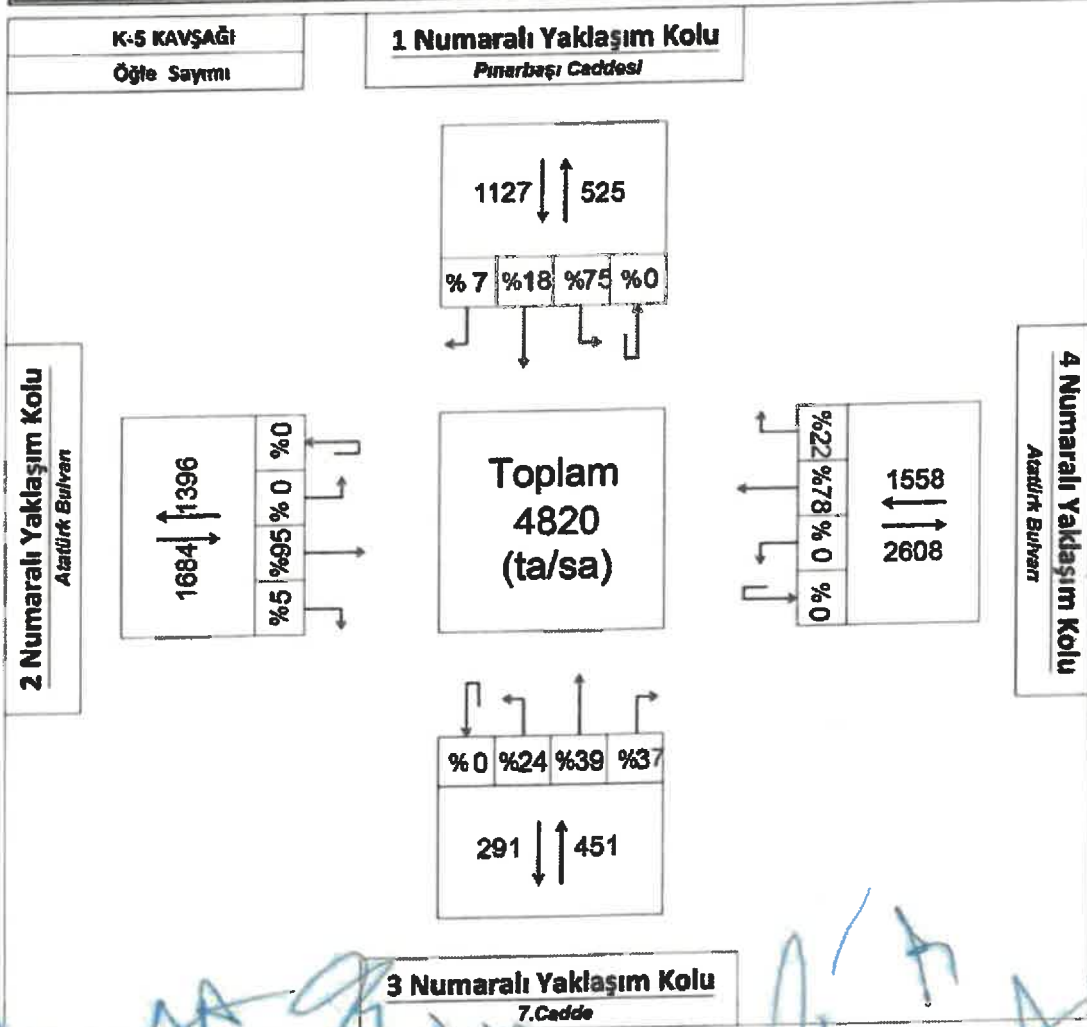 K-5 KAVŞAĞI
Öğle Sayımı
1 Numaralı Yaklaşım Kolu
Pınarbaşı Caddesi
1127 525
% 7 %18 %75 %0
2 Numaralı Yaklaşım Kolu
Atatürk Bulvarı
1396
1684
%0
% 0
%95
%5
Toplam
4820
(ta/sa)
%22
%78
% 0
% 0
1558
2608
4 Numaralı Yaklaşım Kolu
Atatürk Bulvarı
% 0 %24 %39 %37
291 451
3 Numaralı Yaklaşım Kolu
7.Cadde